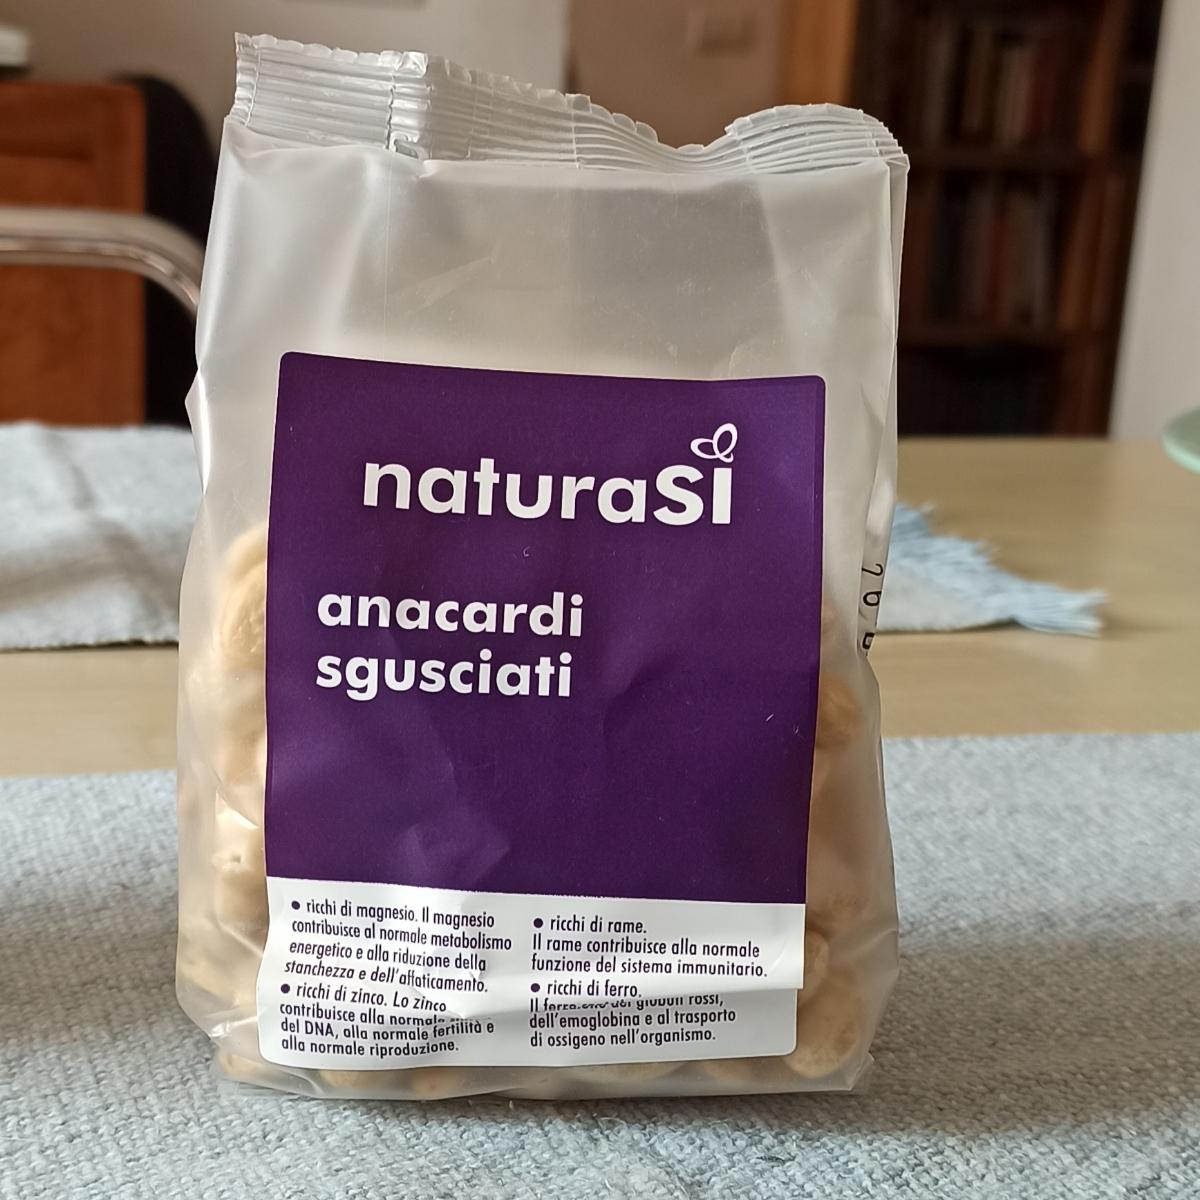 naturaSì
anacardi
sgusciati
• ricchi di magnesio. Il magnesio
contribuisce al normale metabolismo
energetico e alla riduzione della
stanchezza e dell'affaticamento.
• ricchi di zinco. Lo zinco
contribuisce alla normale
del DNA, alla normale fertilità e
alla normale riproduzione.
• ricchi di rame.
Il rame contribuisce alla normale
funzione del sistema immunitario.
• ricchi di ferro.
Il globuli rossi,
dell'emoglobina e al trasporto
di ossigeno nell'organismo.